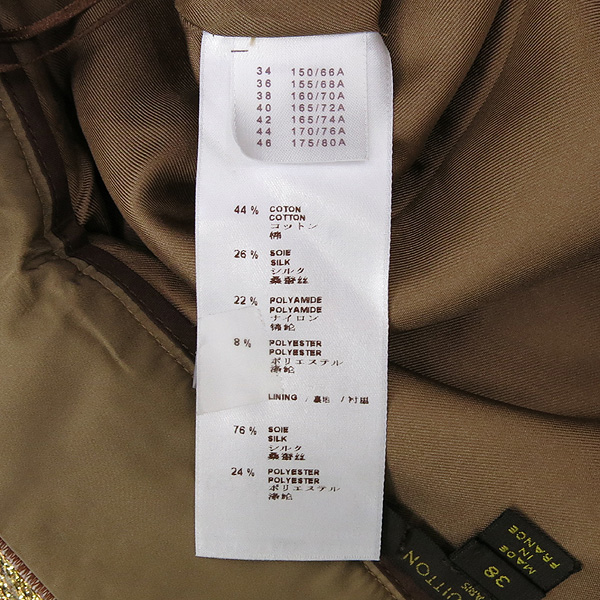 34 150/66A
36 155/68A
38 160/70A
40 165/72A
42 165/74A
44 170/76A
46 175/80A
44 % COTON
COTTON
コットン
棉
26 % SOIE
SILK
シルク
桑蚕丝
22 % POLYAMIDE
POLYAMIDE
ナイロン
锦纶
8 % POLYESTER
POLYESTER
ポリエステル
涤纶
LINING / 裏地 / 衬里
76 % SOIE
SILK
シルク
桑蚕丝
24 % POLYESTER
POLYESTER
ポリエステル
涤纶
UITTON
PARIS
38
MADE
IN
FRANCE